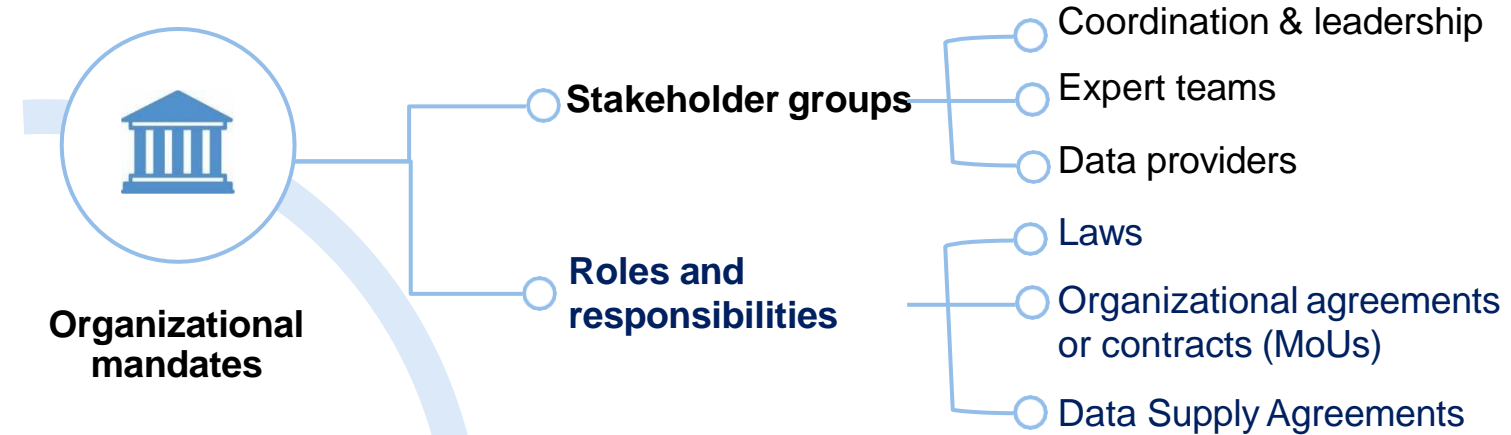 Organizational
mandates
Stakeholder groups
Coordination & leadership
Expert teams
Data providers
Roles and
responsibilities
Laws
Organizational agreements
or contracts (MoUs)
Data Supply Agreements